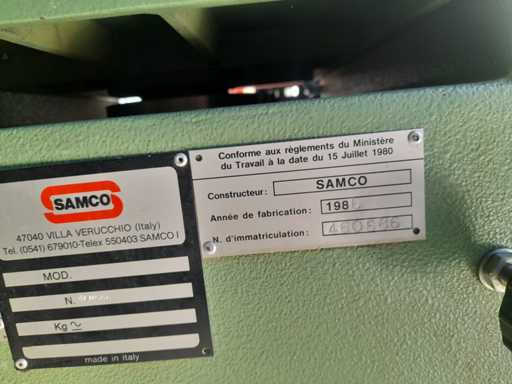 SAMCO
47040 VILLA VERUCCHIO (Italy)
Tel. (0541) 679010-Telex 550403 SAMCO I
MOD.
N.
Kg ~
made in Italy
Conforme aux règlements du Ministère
du Travail à la date du 15 Juillet 1980
Constructeur: SAMCO
Année de fabrication:
N. d'immatriculation: